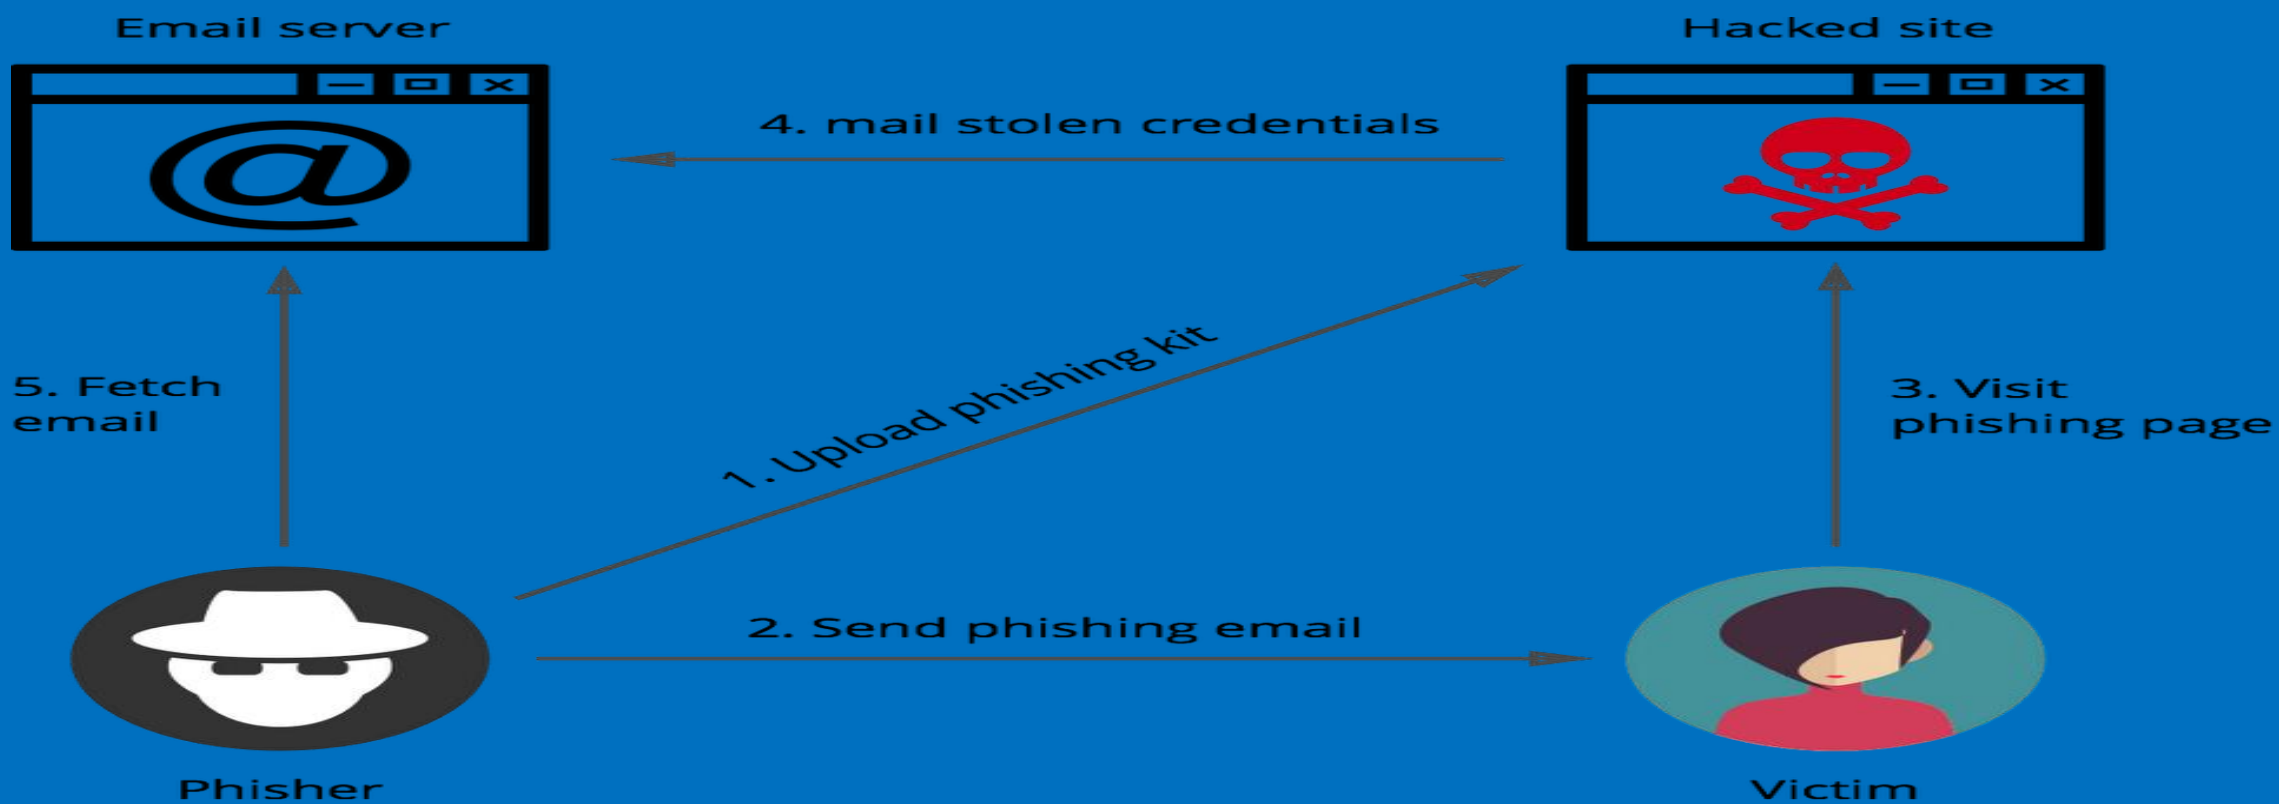 Email server
Hacked site
4. mail stolen credentials
1. Upload phishing kit
5. Fetch
email
3. Visit
phishing page
2. Send phishing email
Phisher
Victim